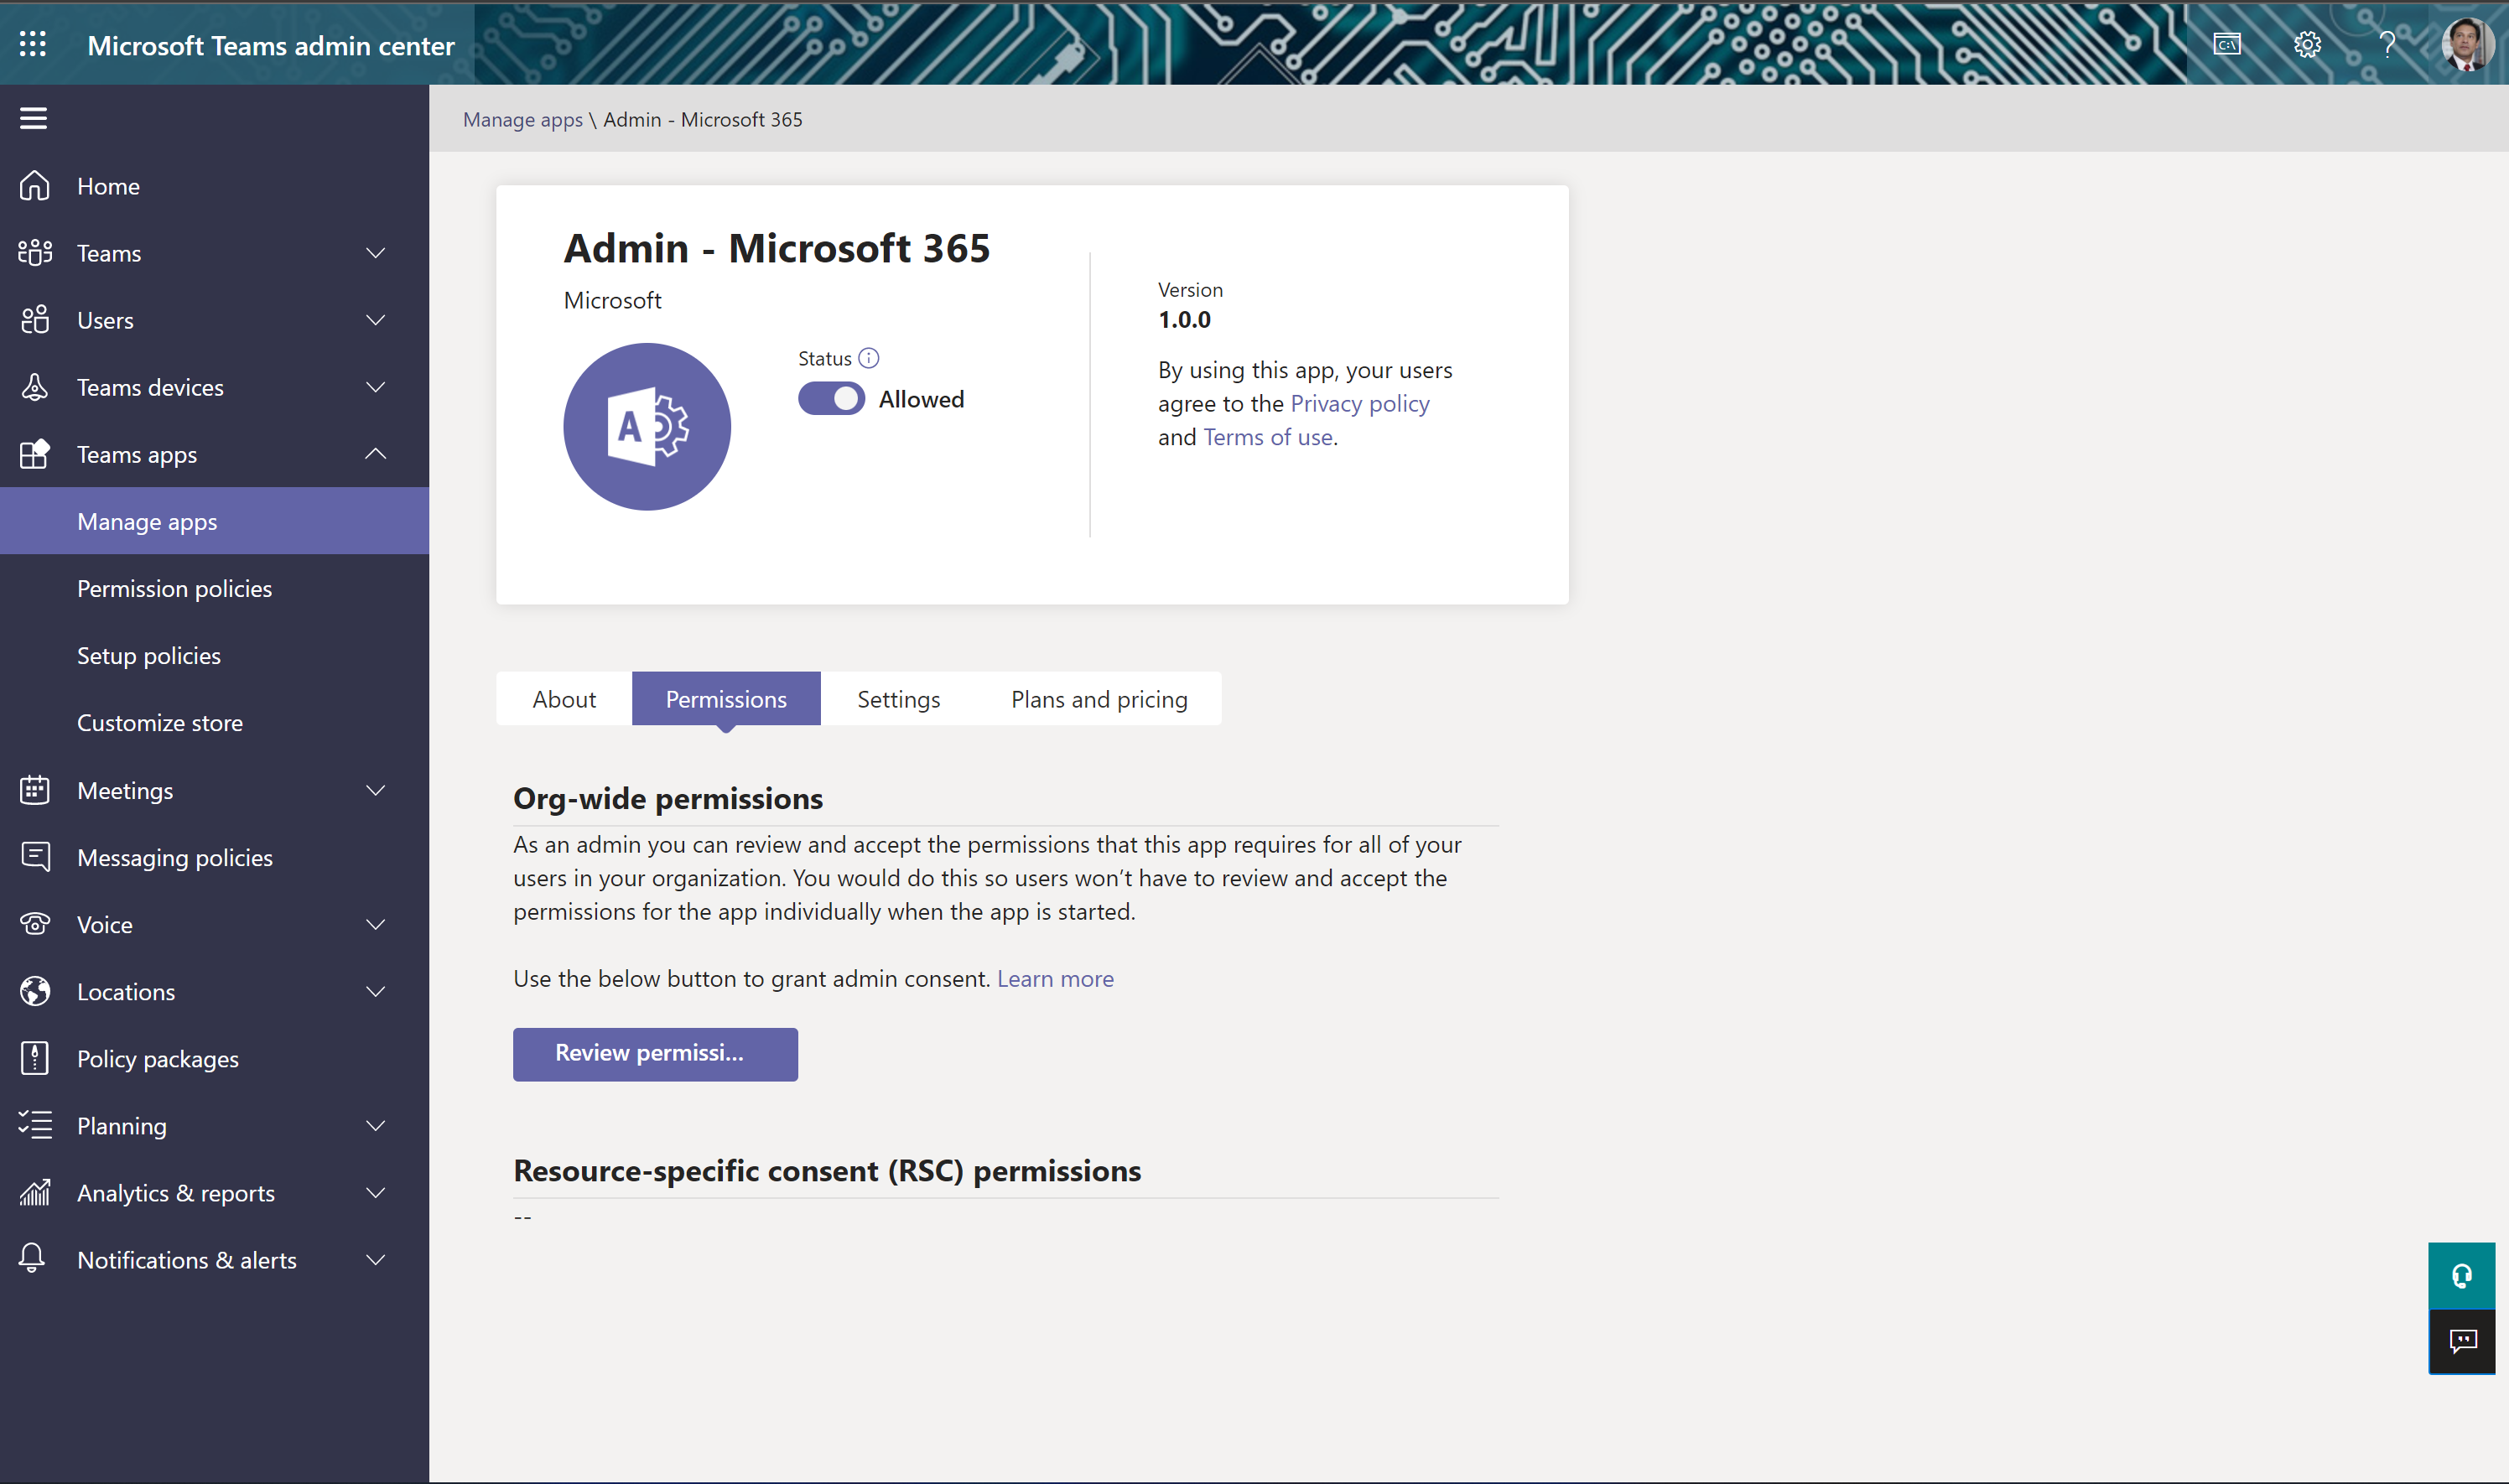 Microsoft Teams admin center
C:\
Manage apps \ Admin - Microsoft 365
Home
Teams
Users
Teams devices
Teams apps
Manage apps
Permission policies
Setup policies
Customize store
Meetings
Messaging policies
Voice
Locations
Policy packages
Planning
Analytics & reports
Notifications & alerts
Admin - Microsoft 365
Microsoft
A
Status
Allowed
Version
1.0.0
By using this app, your users
agree to the Privacy policy
and Terms of use.
About Permissions Settings Plans and pricing
Org-wide permissions
As an admin you can review and accept the permissions that this app requires for all of your
users in your organization. You would do this so users won’t have to review and accept the
permissions for the app individually when the app is started.
Use the below button to grant admin consent. Learn more
Review permissi...
Resource-specific consent (RSC) permissions
--